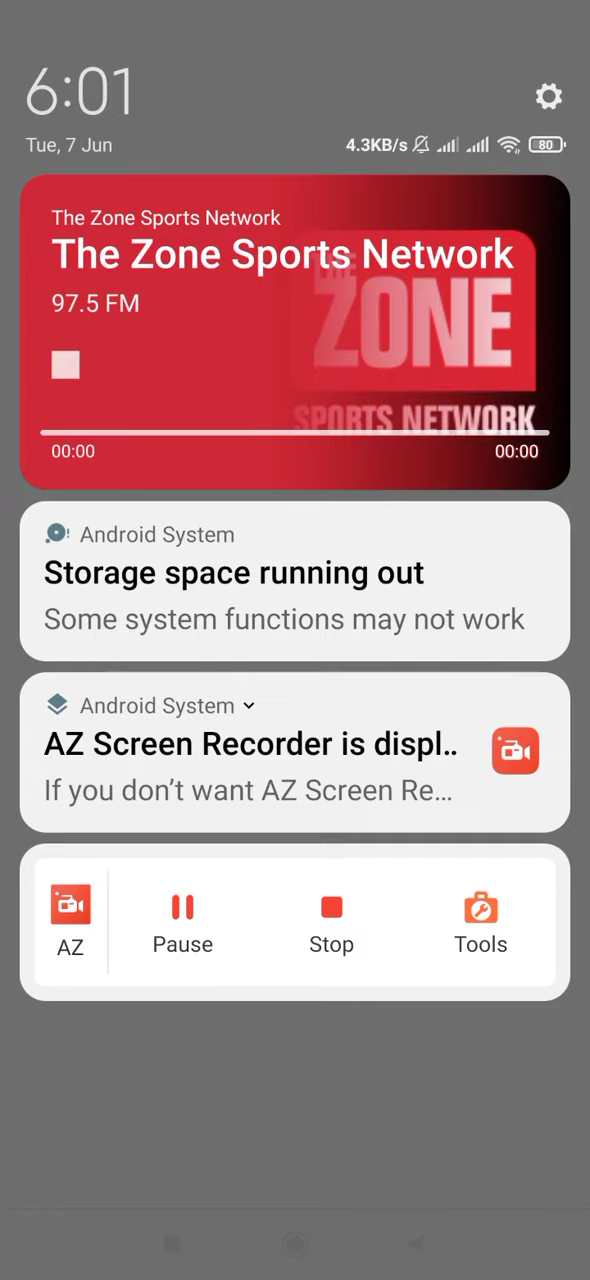 6:01
Tue, 7 Jun
4.3KB/s
80
The Zone Sports Network
The Zone Sports Network
97.5 FM
THE
ZONE
SPORTS NETWORK
00:00
00:00
Android System
Storage space running out
Some system functions may not work
Android System
AZ Screen Recorder is displ..
If you don’t want AZ Screen Re...
AZ
Pause
Stop
Tools